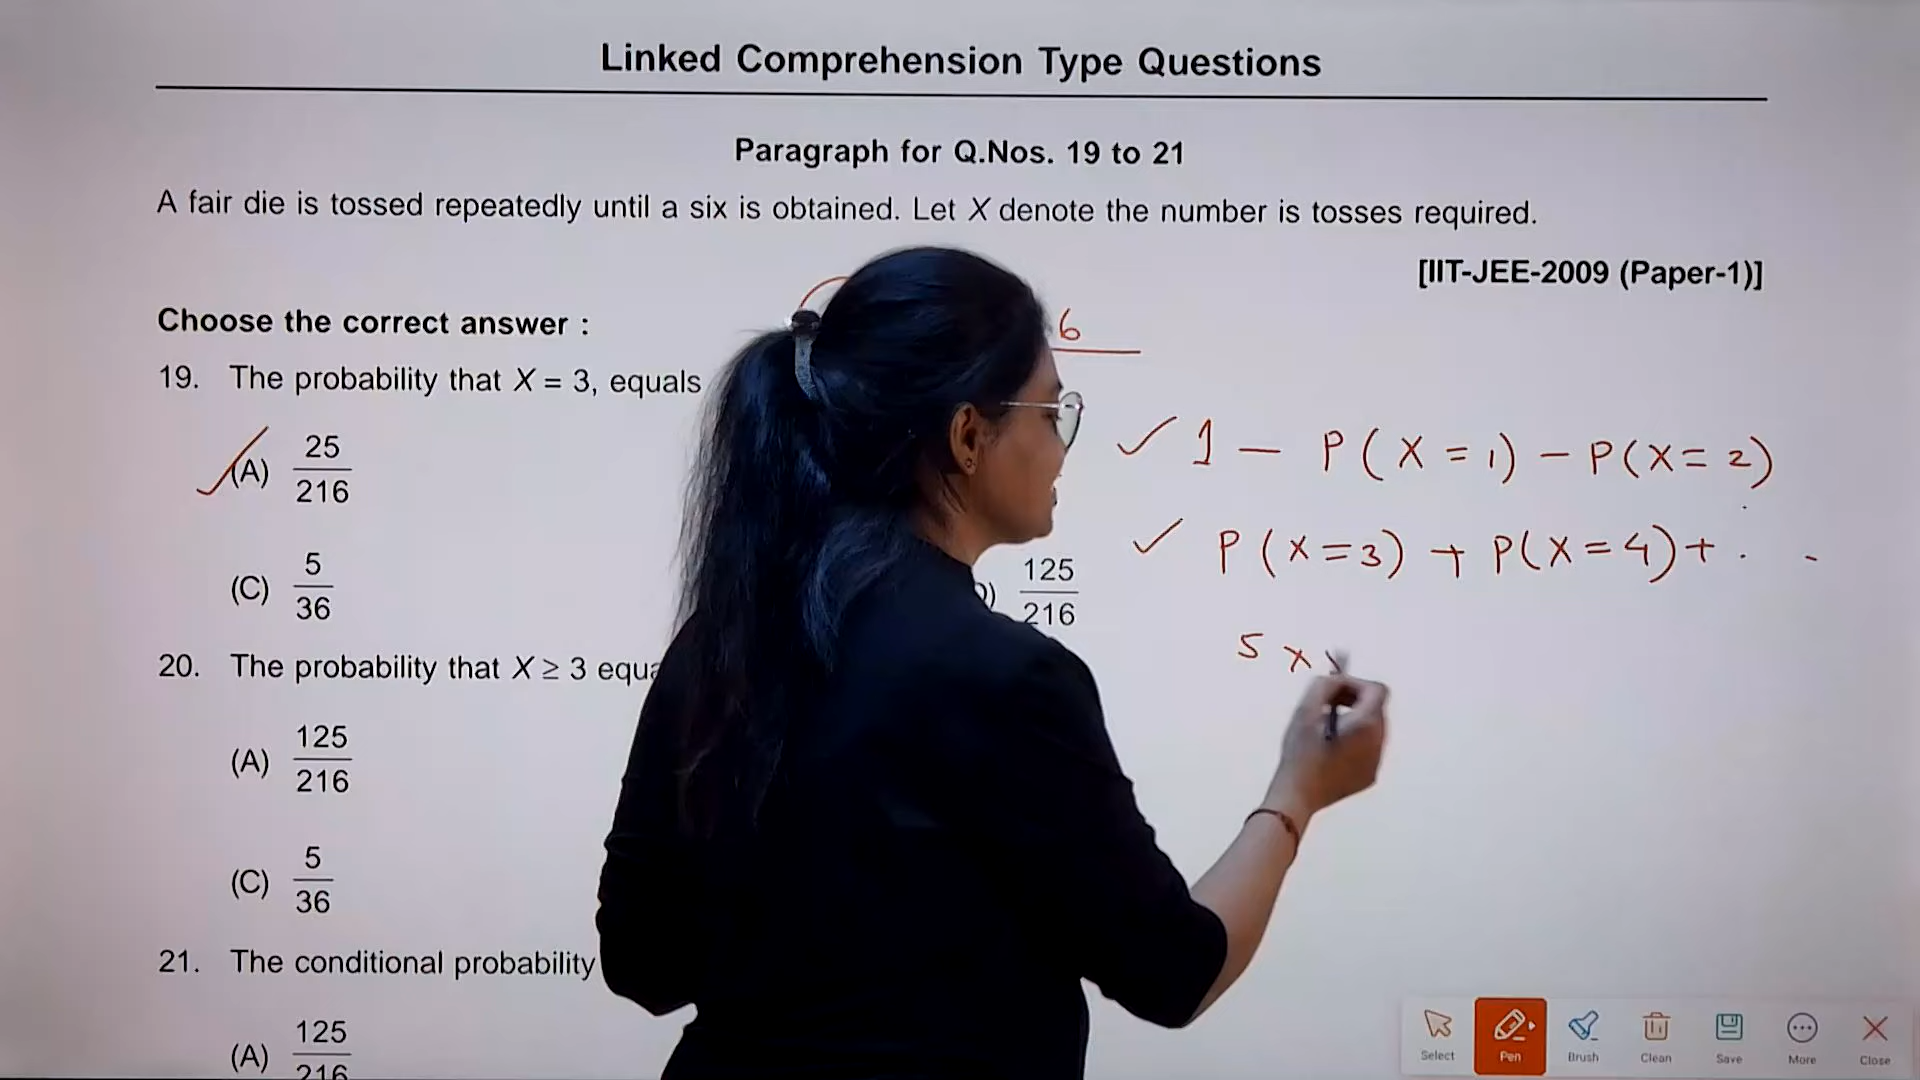 Linked Comprehension Type Questions
Paragraph for Q.Nos. 19 to 21
A fair die is tossed repeatedly until a six is obtained. Let X denote the number is tosses required.
[IIT-JEE-2009 (Paper-1)]
Choose the correct answer :
6
19. The probability that X = 3, equals
(A) 25/216
1 - P(X = 1) - P(X = 2)
P(X=3) + P(X=4) + . .
(C) 5/36
125/216
5 x
20. The probability that X ≥ 3
(A) 125/216
(C) 5/36
21. The conditional probability
(A) 125/216
Select Pen Brush Clean Save More Close